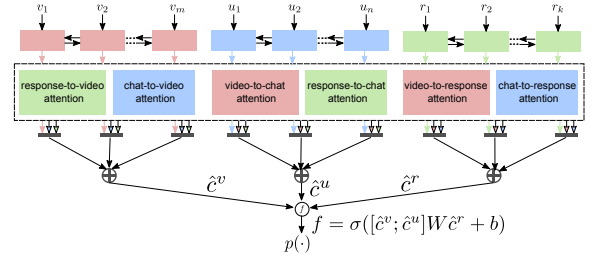 v₁ v₂ vₘ u₁ u₂ uₙ r₁ r₂ rₖ
response-to-video attention chat-to-video attention video-to-chat attention response-to-chat attention video-to-response attention chat-to-response attention
ĉᵛ ĉᵘ ĉʳ
f f = σ([ĉᵛ; ĉᵘ]Wĉʳ + b)
p(·)